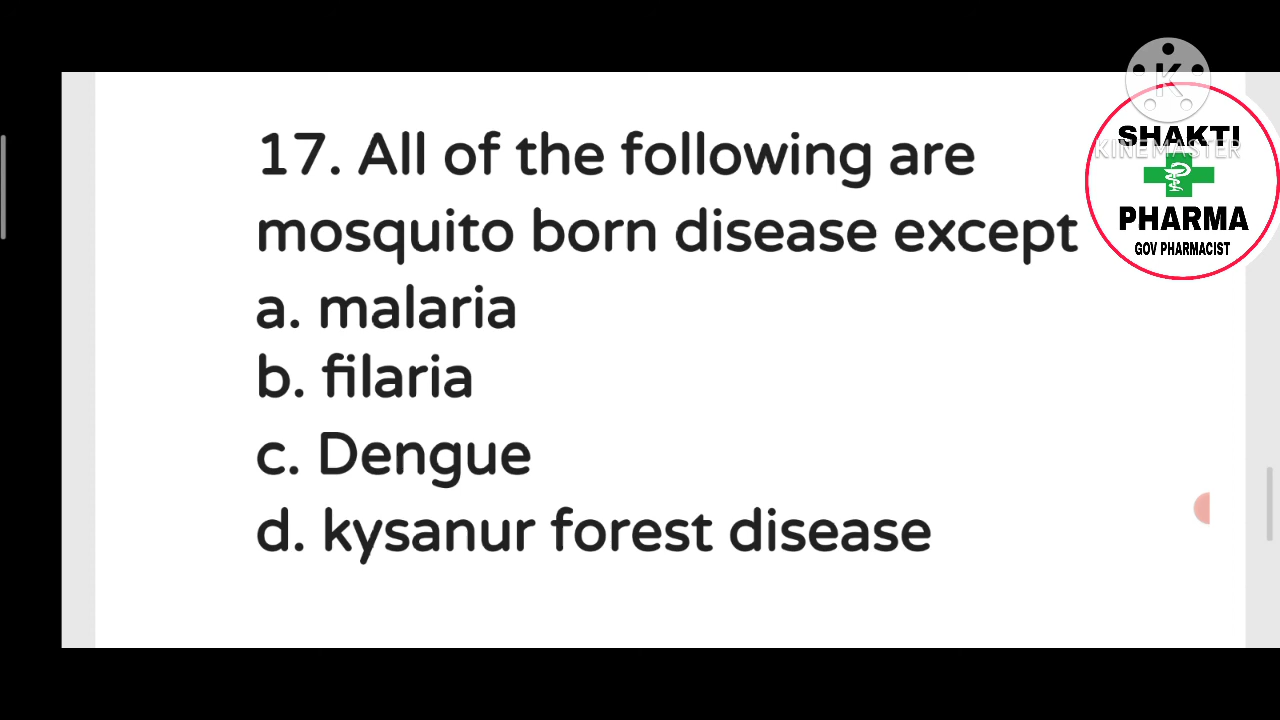 17. All of the following are
mosquito born disease except
a. malaria
b. filaria
c. Dengue
d. kysanur forest disease
K
KINEMASTER
SHAKTI
PHARMA
GOV PHARMACIST